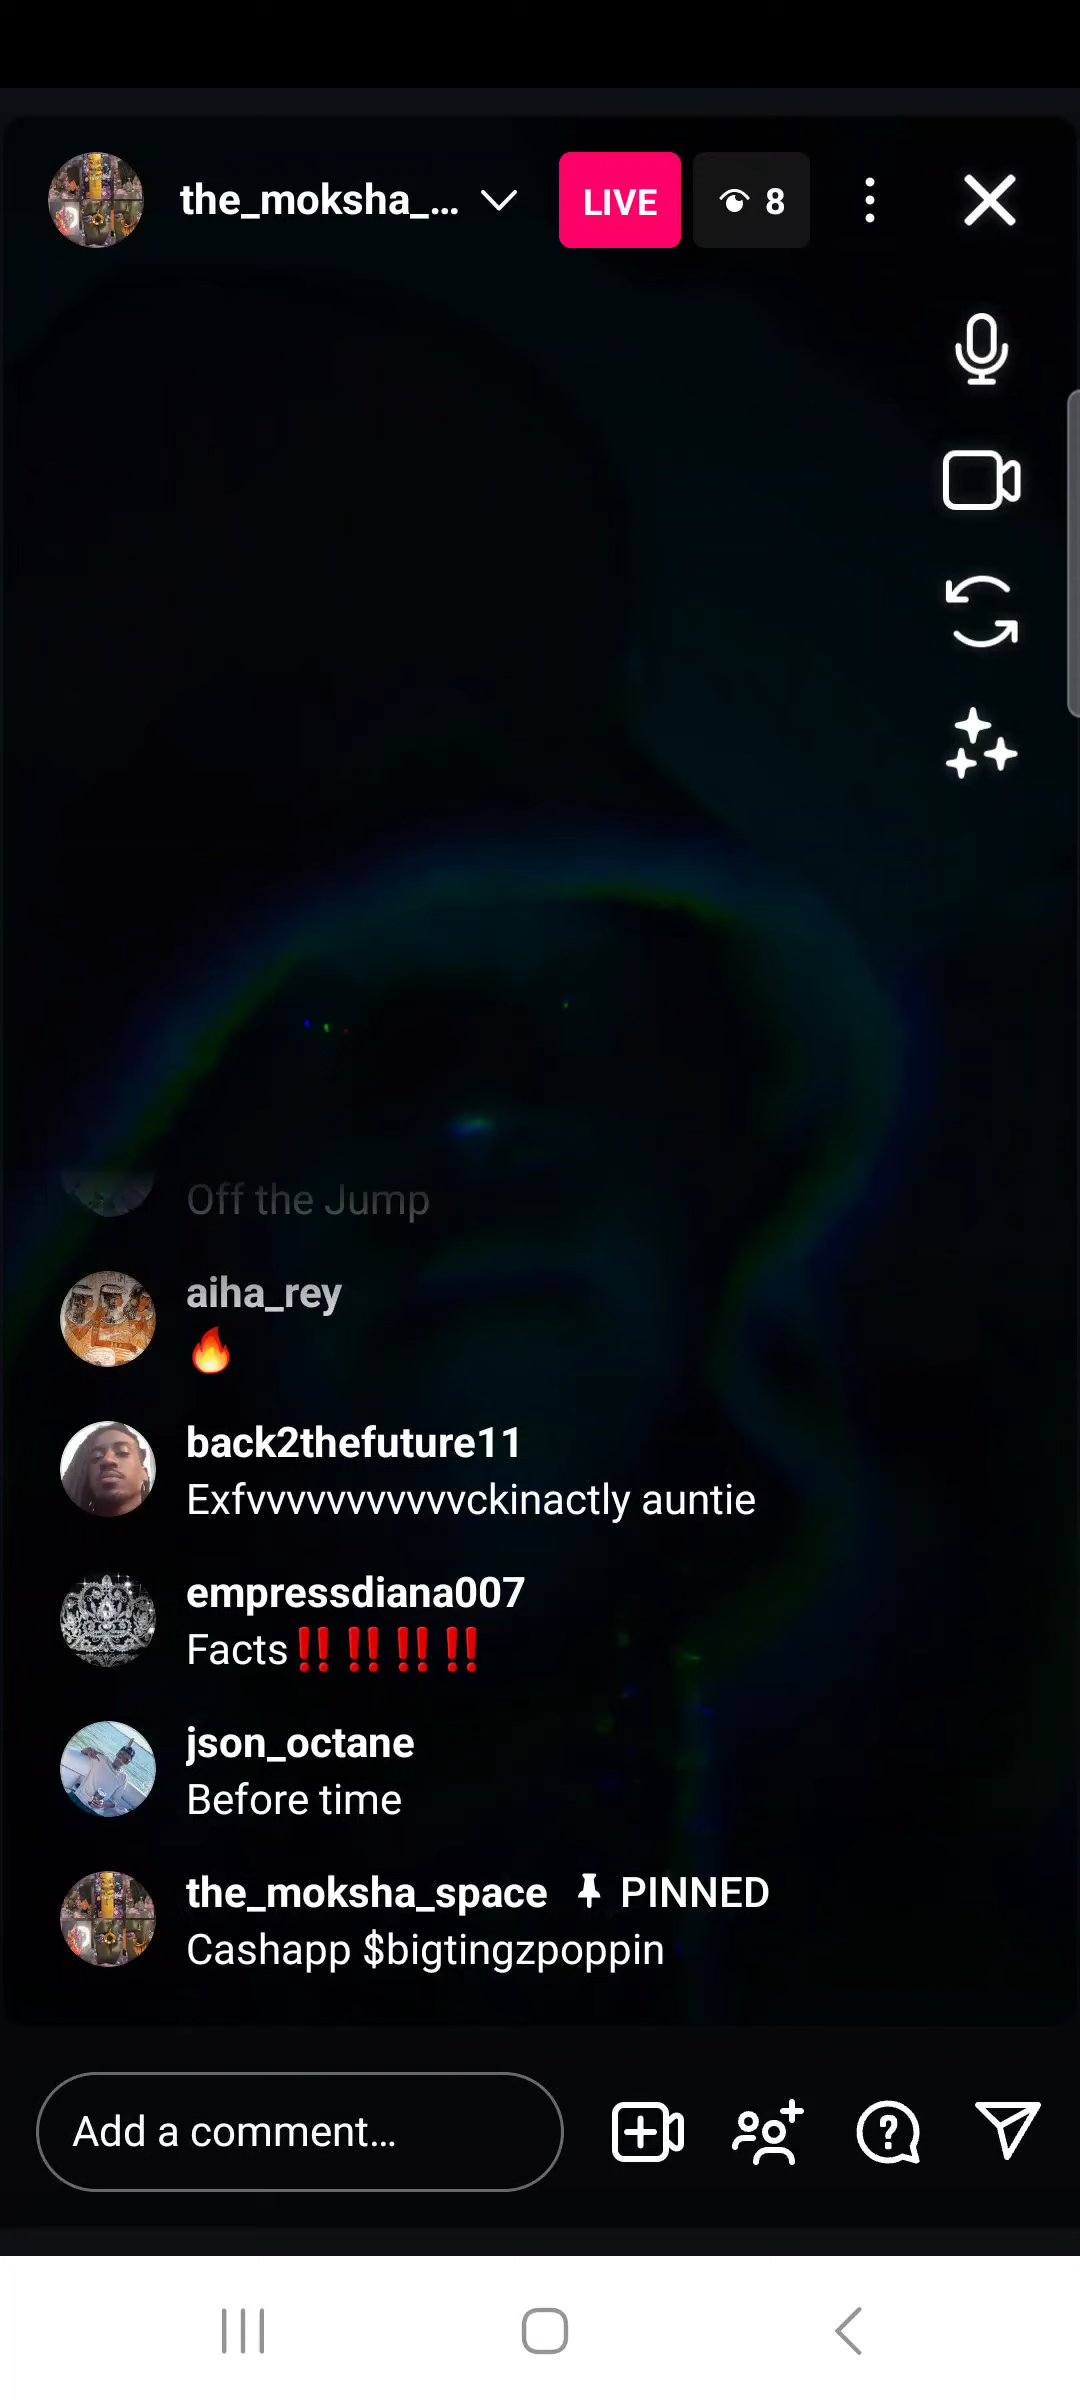 the_moksha_...
LIVE
8
Off the Jump
aiha_rey
🔥
back2thefuture11
Exfvvvvvvvvvvvckinactly auntie
empressdiana007
Facts‼️‼️‼️‼️
json_octane
Before time
the_moksha_space PINNED
Cashapp $bigtingzpoppin
Add a comment...